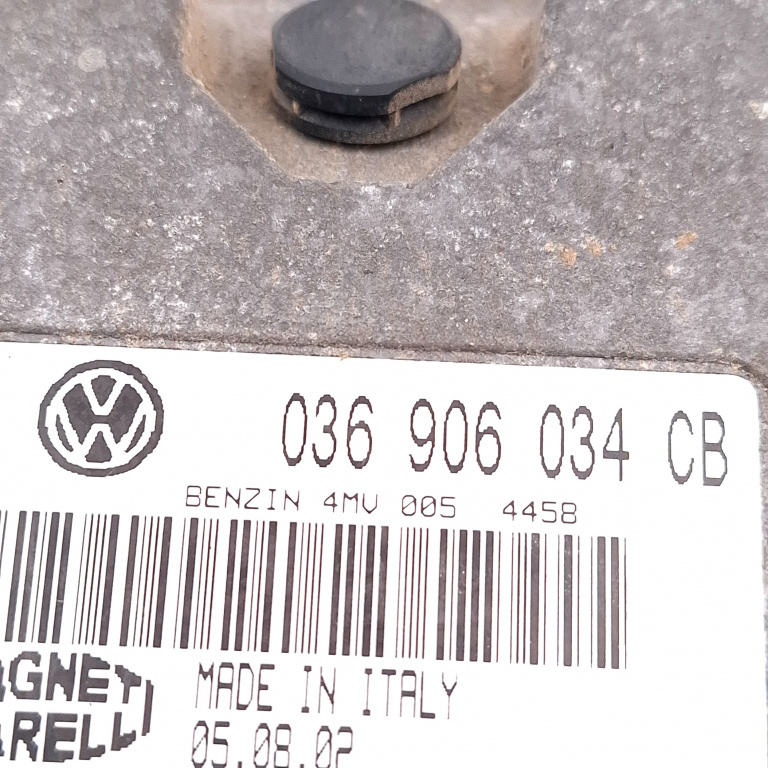 036 906 034 CB
BENZIN 4MV 005 4458
MADE IN ITALY
05.08.02